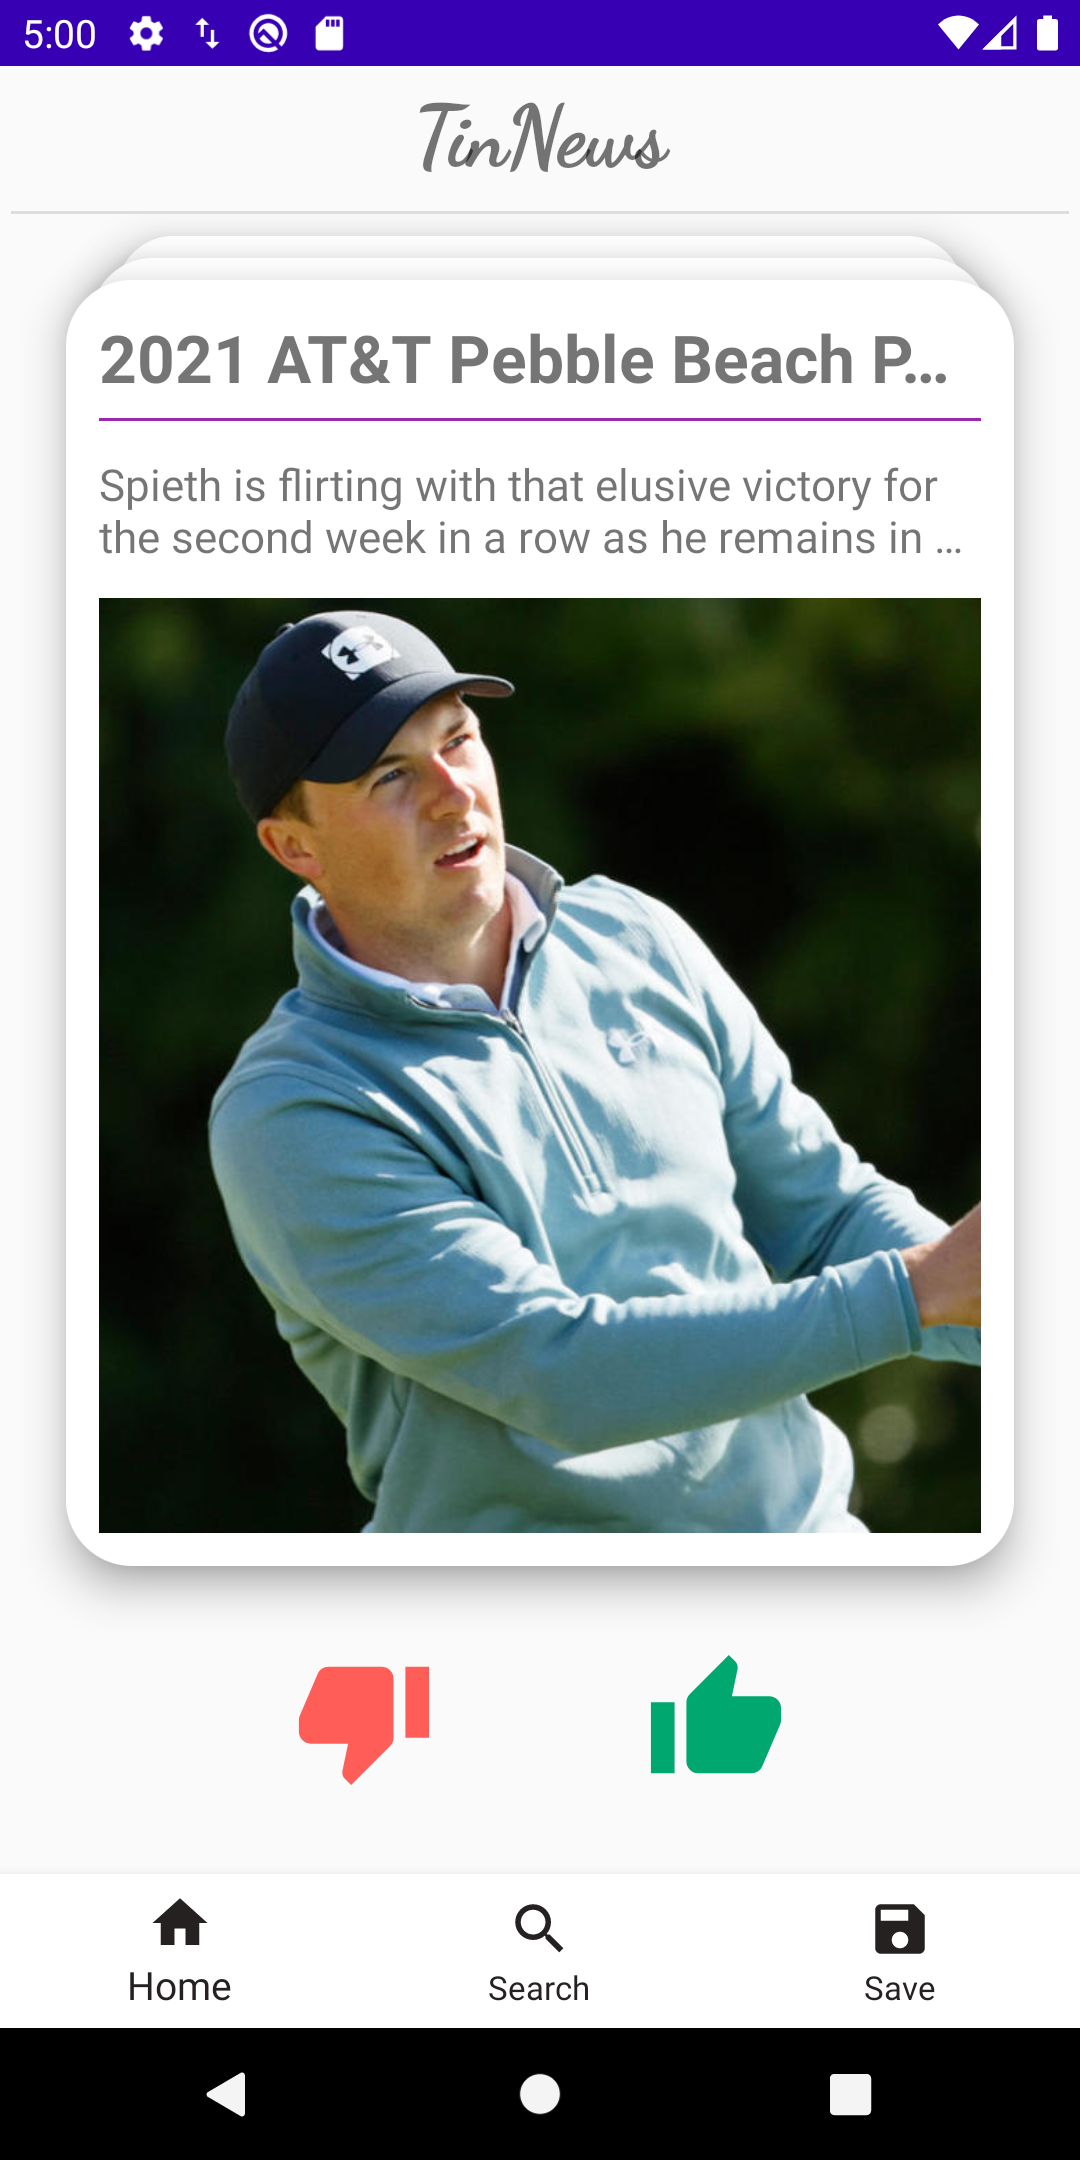 5:00
TinNews
2021 AT&T Pebble Beach P...
Spieth is flirting with that elusive victory for
the second week in a row as he remains in ...
Home
Search
Save